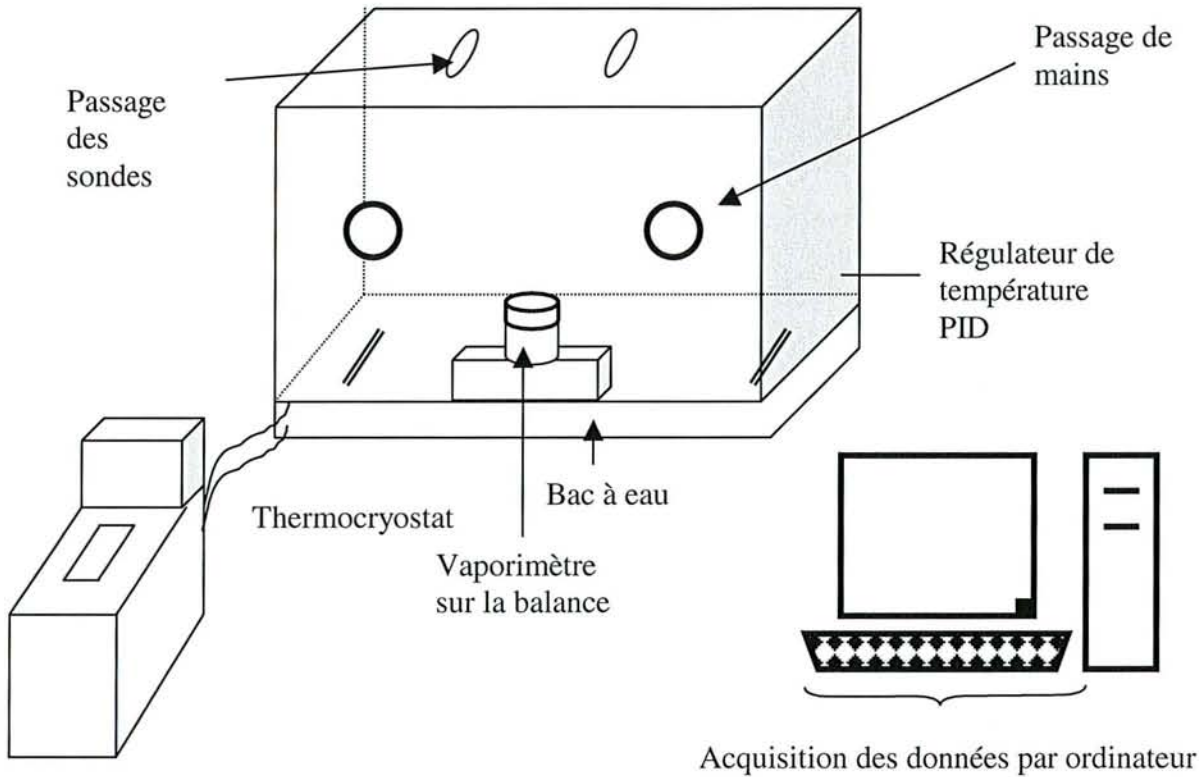 Passage de
mains
Passage
des
sondes
Régulateur de
température
PID
Bac à eau
Thermocryostat
Vaporimètre
sur la balance
Acquisition des données par ordinateur